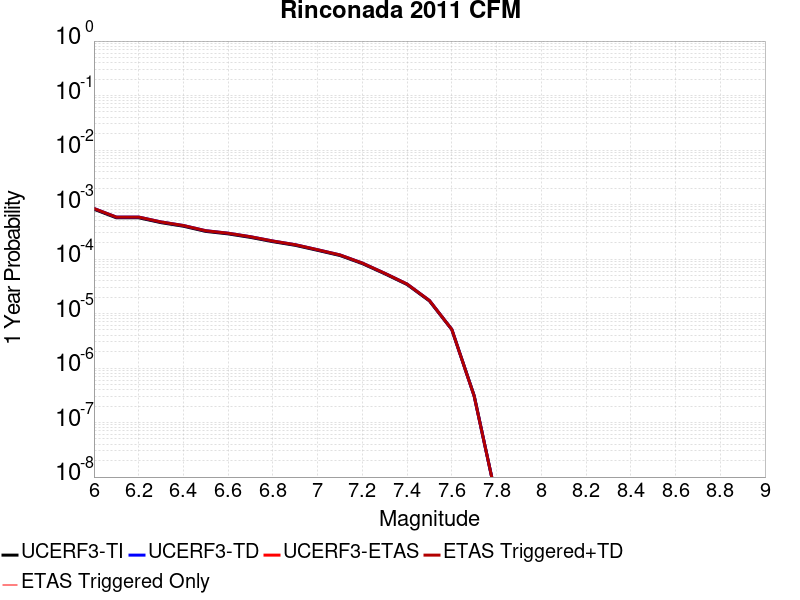 Rinconada 2011 CFM
10^0
10^-1
10^-2
10^-3
10^-4
10^-5
10^-6
10^-7
10^-8
1 Year Probability
6 6.2 6.4 6.6 6.8 7 7.2 7.4 7.6 7.8 8 8.2 8.4 8.6 8.8 9
Magnitude
UCERF3-TI UCERF3-TD UCERF3-ETAS ETAS Triggered+TD
ETAS Triggered Only